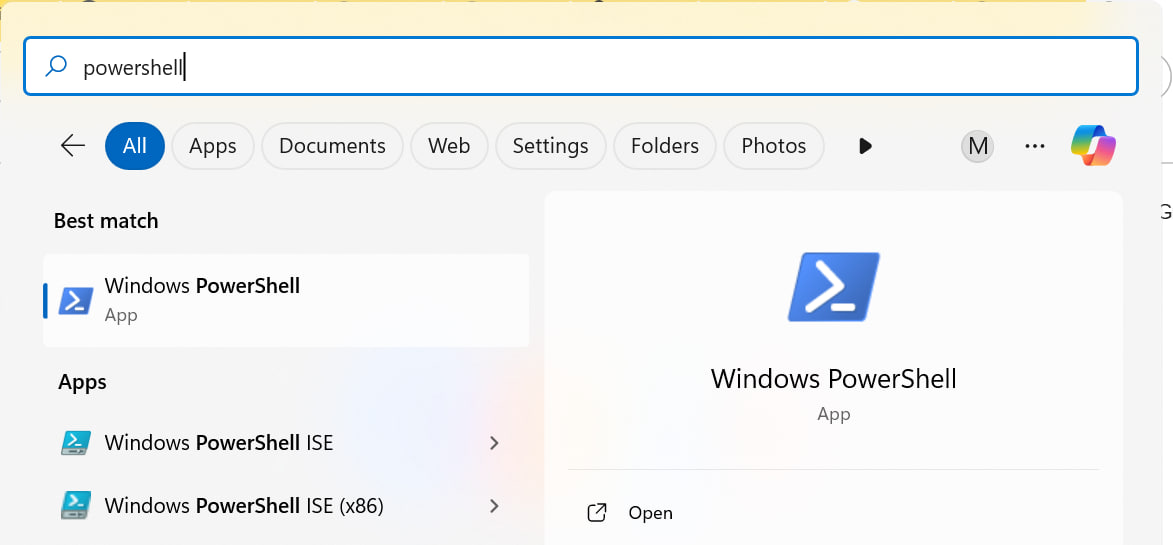 powershell
All
Apps
Documents
Web
Settings
Folders
Photos
M
Best match
Windows PowerShell
App
Apps
Windows PowerShell ISE
Windows PowerShell ISE (x86)
Windows PowerShell
App
Open
G